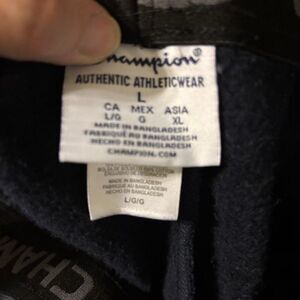 Champion®
AUTHENTIC ATHLETICWEAR
L
CA MEX ASIA
L/G G XL
MADE IN BANGLADESH
FABRIQUÉ AU BANGLADESH
HECHO EN BANGLADESH
CHAMPION.COM
MADE IN BANGLADESH
FABRIQUÉ AU BANGLADESH
HECHO EN BANGLADESH
L/G/G
CHAM